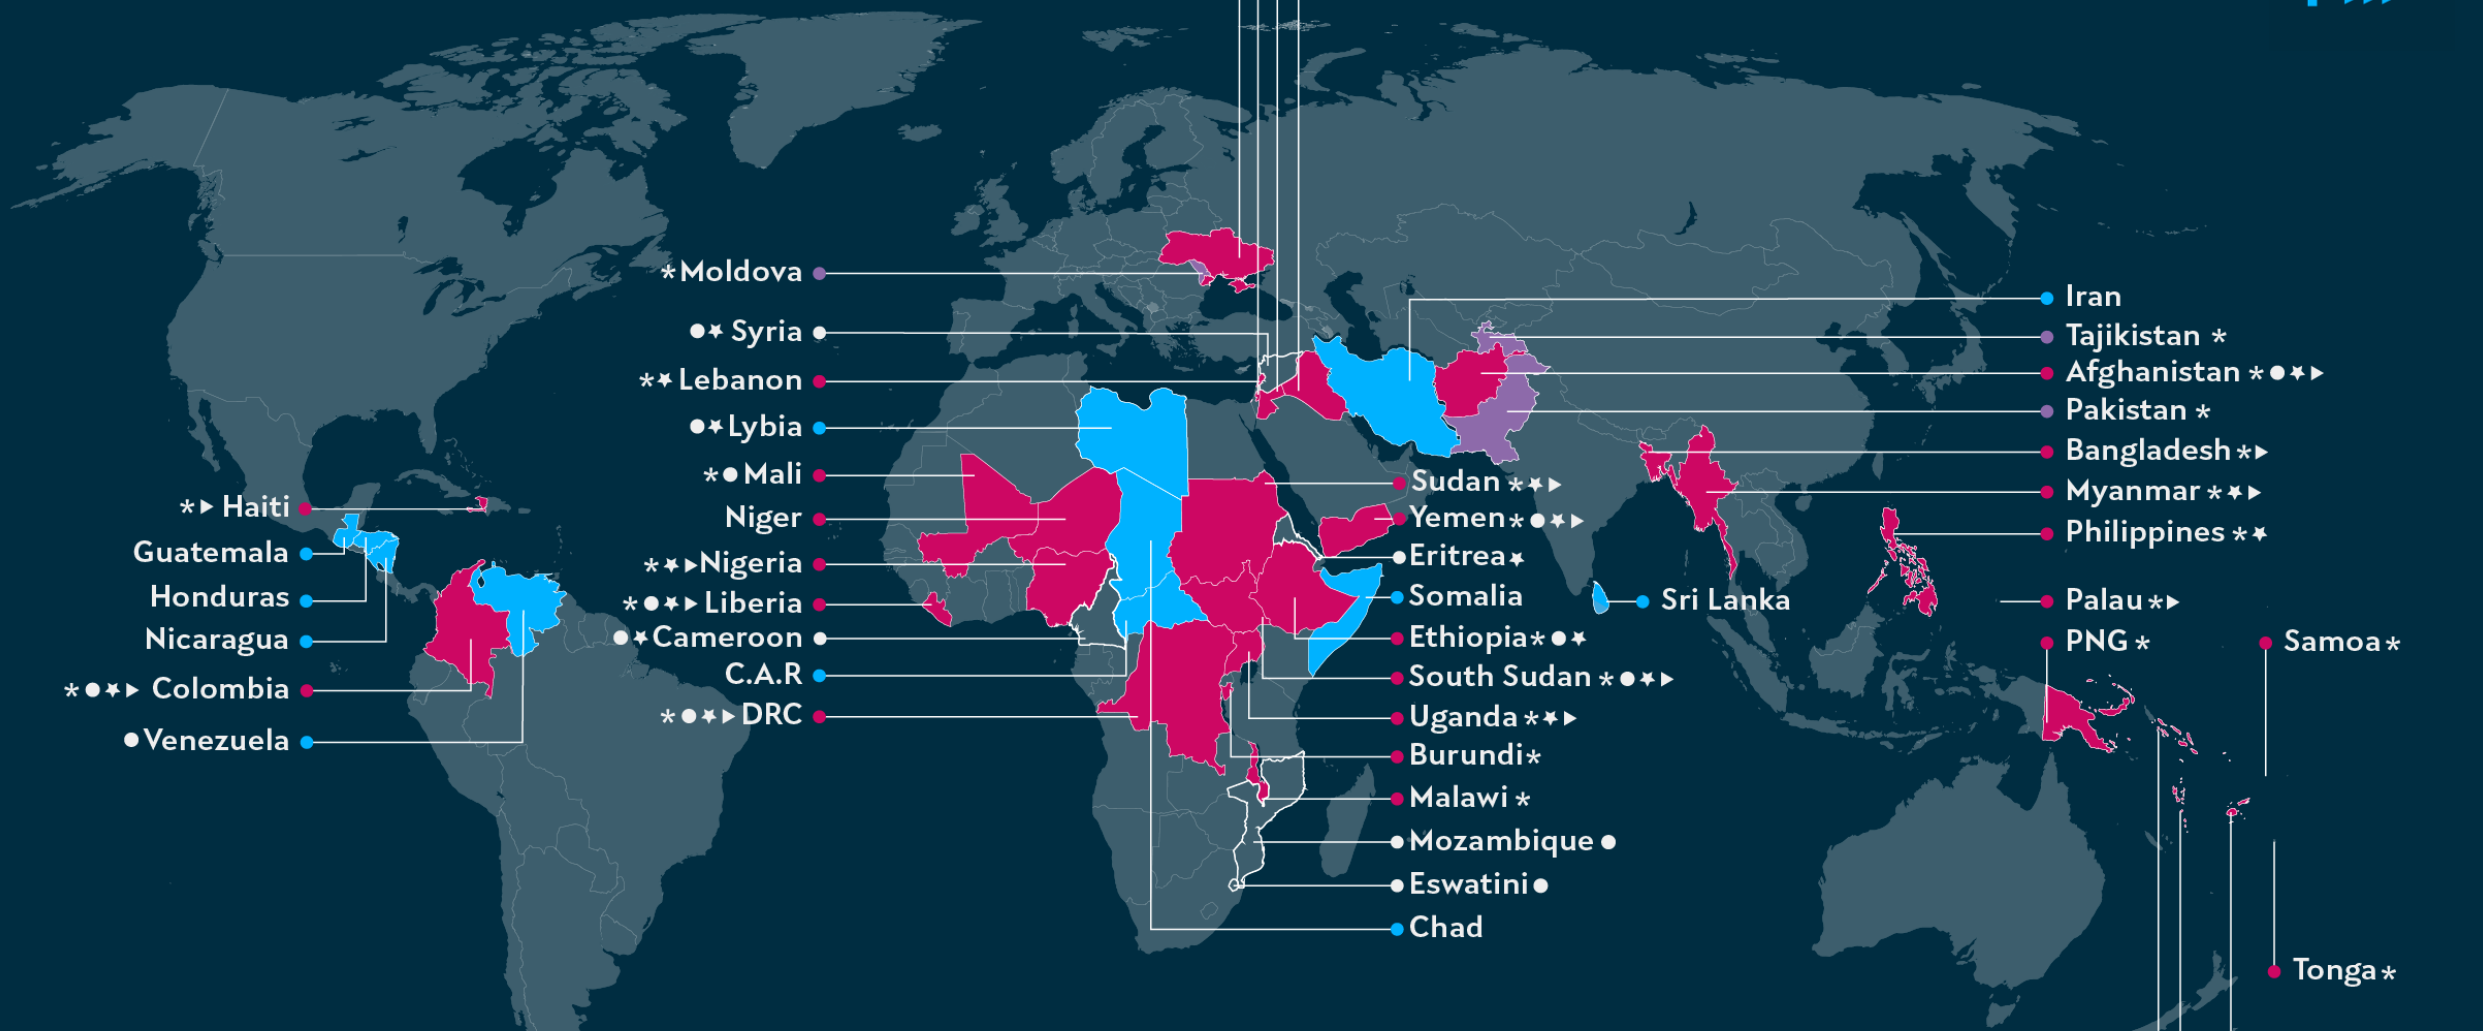 *Moldova
●★ Syria
*★Lebanon
●★Lybia
*●Mali
Niger
*★▶Nigeria
*●★▶Liberia
●★Cameroon
C.A.R
*●★▶DRC
*▶ Haiti
Guatemala
Honduras
Nicaragua
*●★▶ Colombia
●Venezuela
Sudan *★▶
Yemen*●★▶
Eritrea★
Somalia
Ethiopia*●★
South Sudan *●★▶
Uganda *★▶
Burundi*
Malawi *
Mozambique ●
Eswatini●
Chad
Iran
Tajikistan *
Afghanistan *●★▶
Pakistan *
Bangladesh*▶
Myanmar *★▶
Philippines *★
Sri Lanka
Palau*▶
PNG *
Samoa*
Tonga*